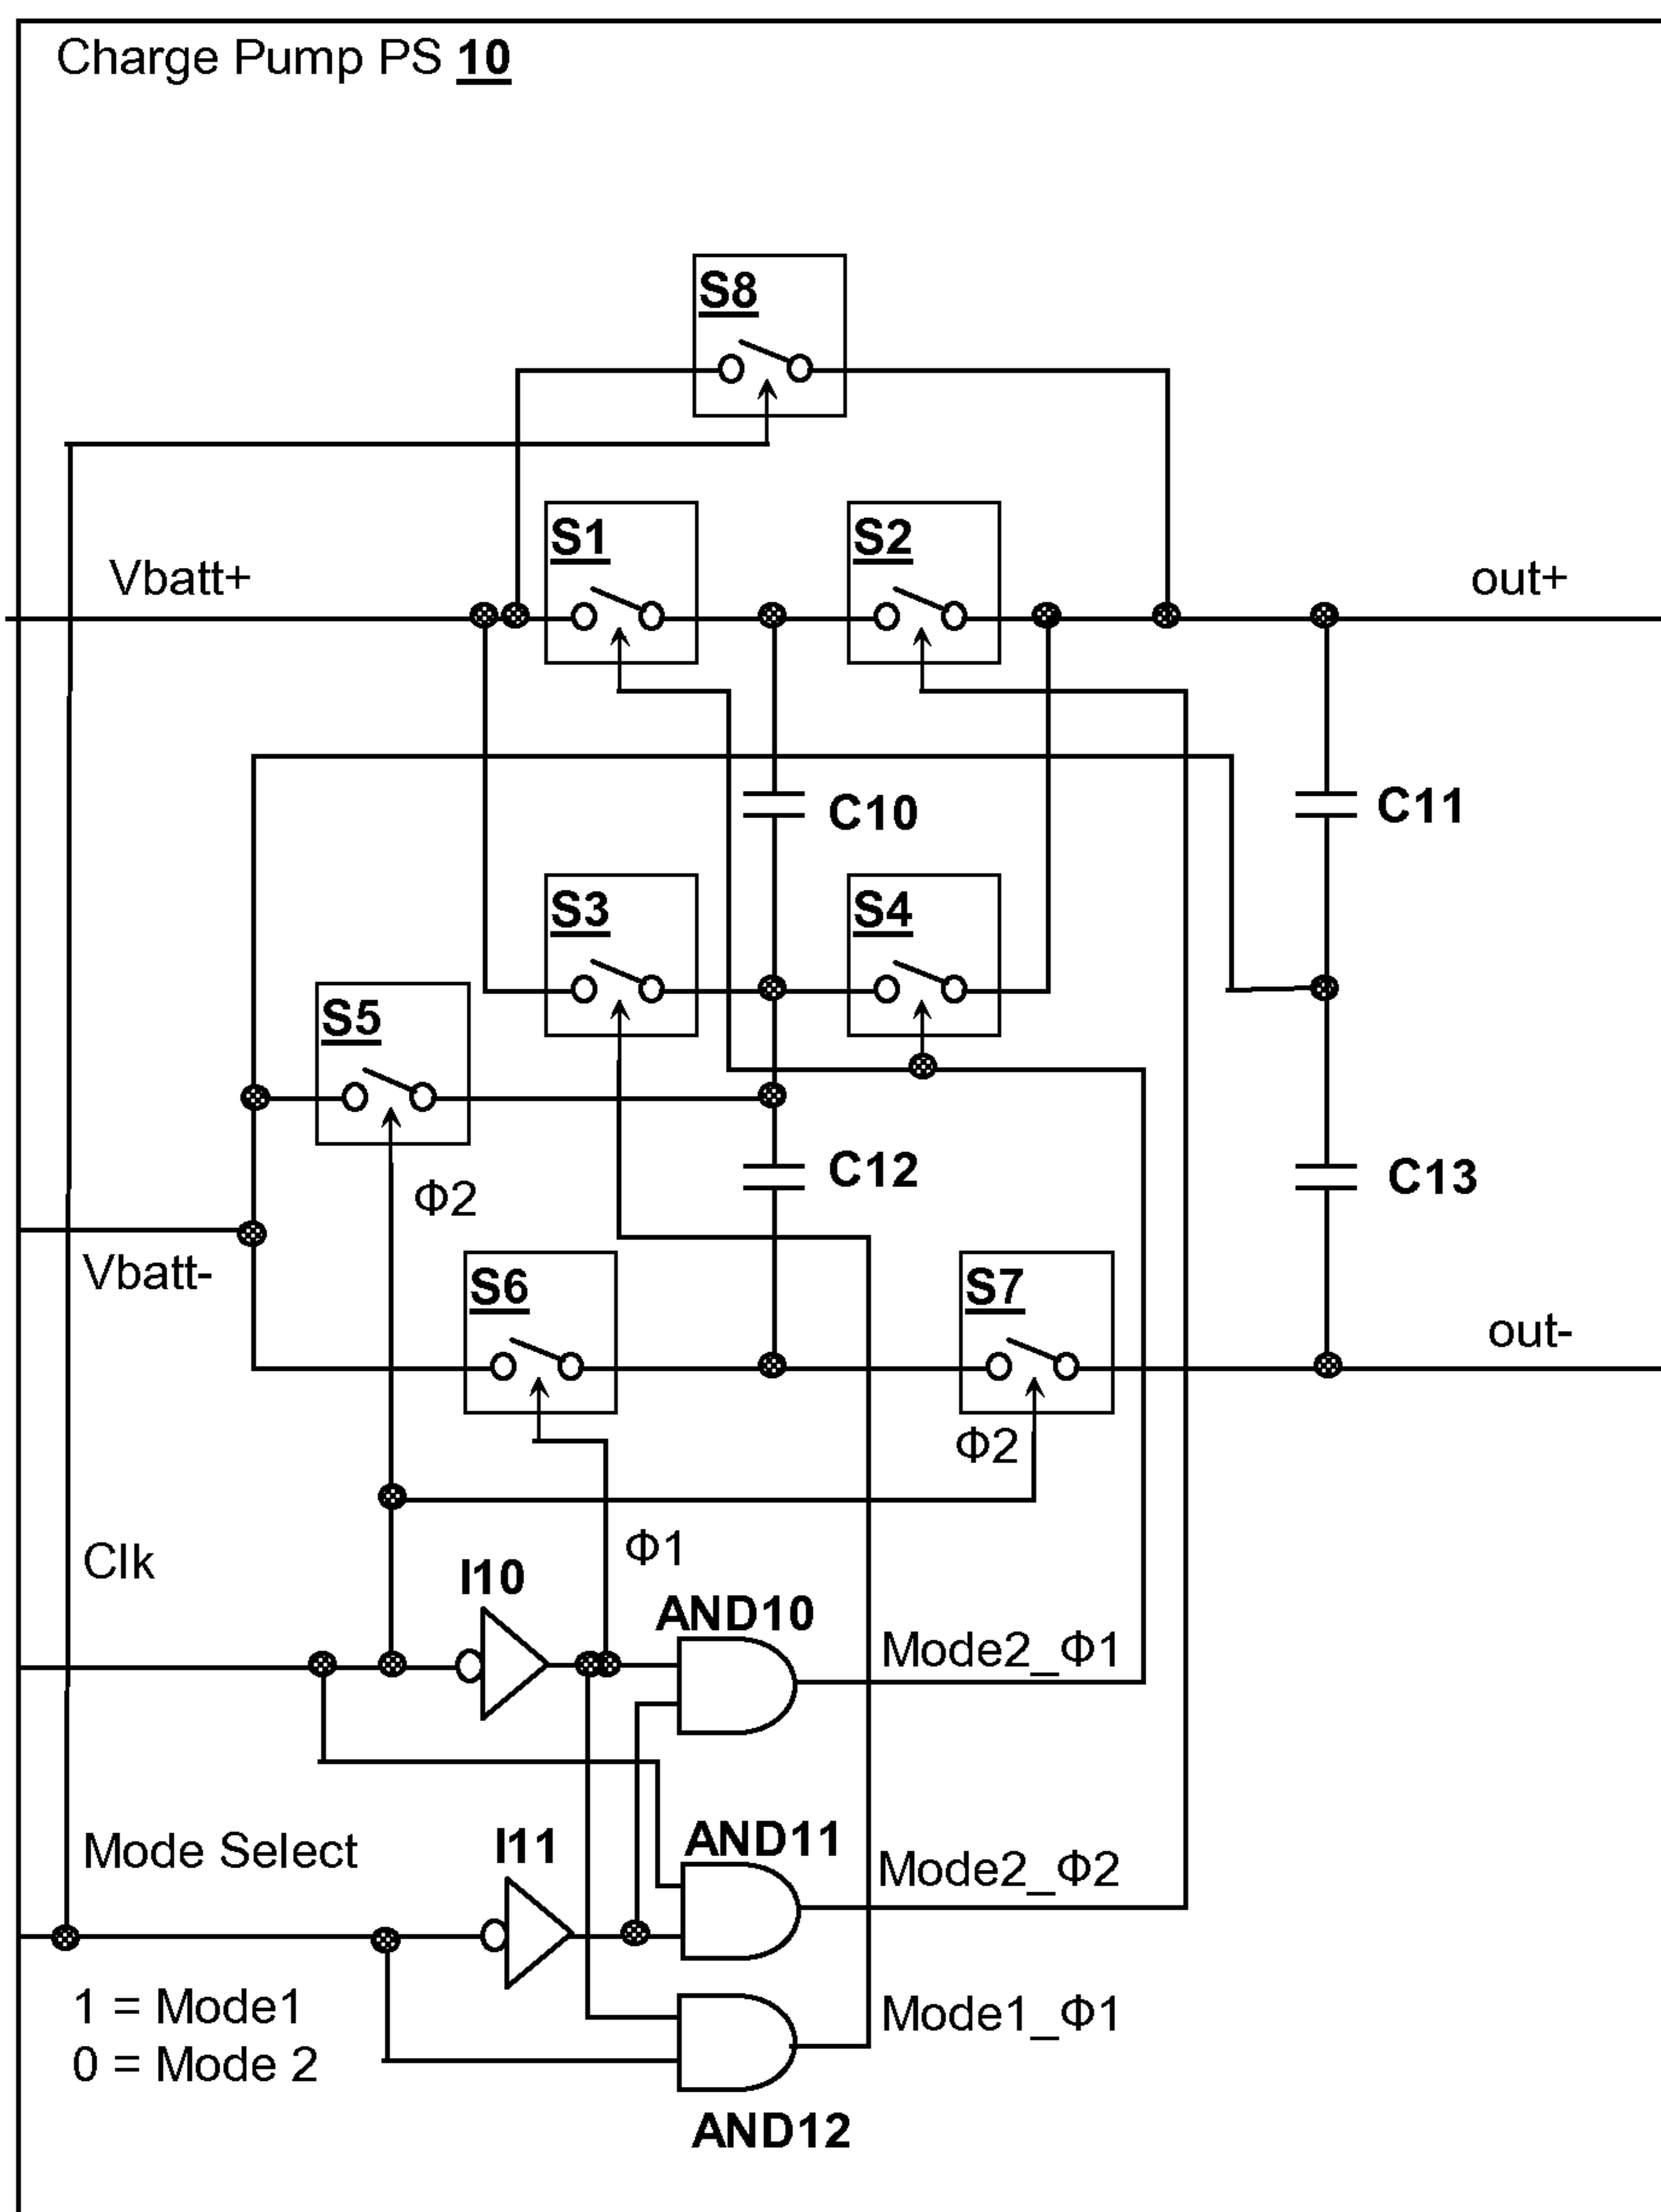 Charge Pump PS 10
S8
S1
S2
Vbatt+
out+
C10
C11
S3
S4
S5
C12
C13
Φ2
Vbatt-
S6
S7
out-
Φ2
Clk
Φ1
I10
AND10
Mode2_Φ1
Mode Select
I11
AND11
Mode2_Φ2
1 = Mode1
Mode1_Φ1
0 = Mode 2
AND12